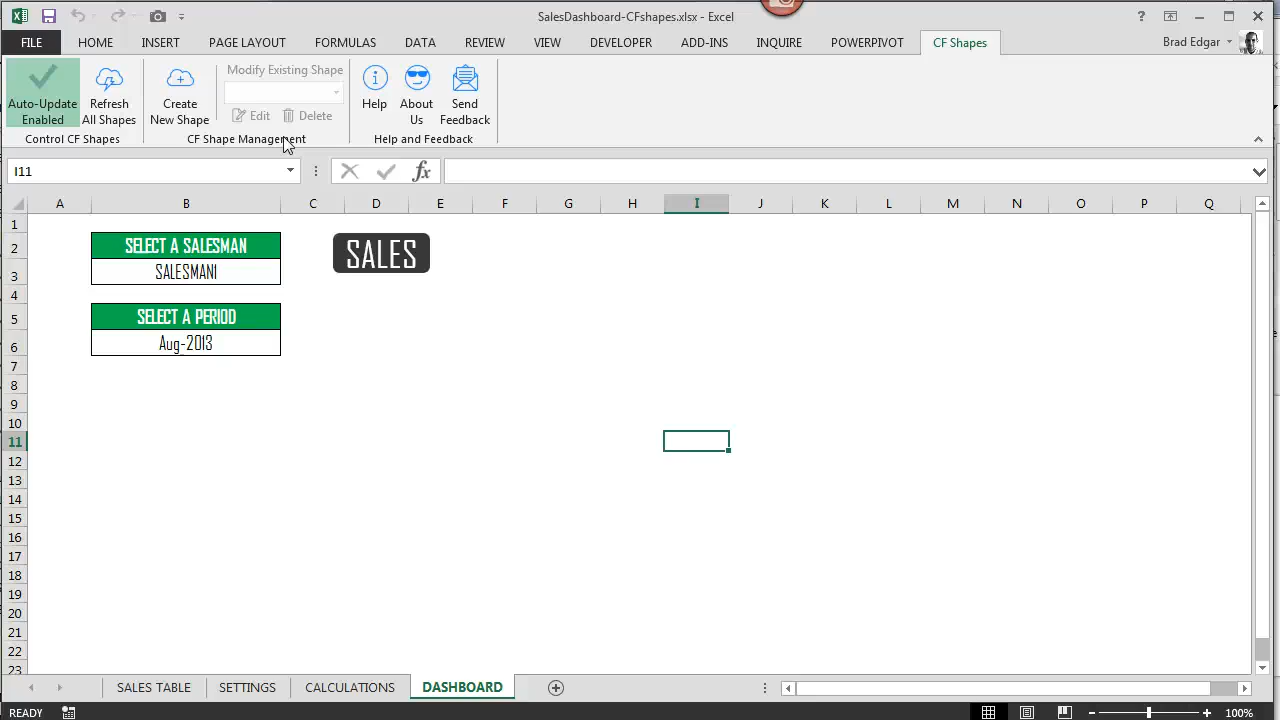 SalesDashboard-CFshapes.xlsx - Excel
?
FILE HOME INSERT PAGE LAYOUT FORMULAS DATA REVIEW VIEW DEVELOPER ADD-INS INQUIRE POWERPIVOT CF Shapes Brad Edgar
Auto-Update Enabled
Refresh All Shapes
Control CF Shapes
Create New Shape
Modify Existing Shape
Edit Delete
CF Shape Management
Help
About Us
Send Feedback
Help and Feedback
I11
fx
A B C D E F G H I J K L M N O P Q
1
2 SELECT A SALESMAN SALES
3 SALESMAN1
4
5 SELECT A PERIOD
6 Aug-2013
7
8
9
10
11
12
13
14
15
16
17
18
19
20
21
22
23
SALES TABLE SETTINGS CALCULATIONS DASHBOARD
READY 100%